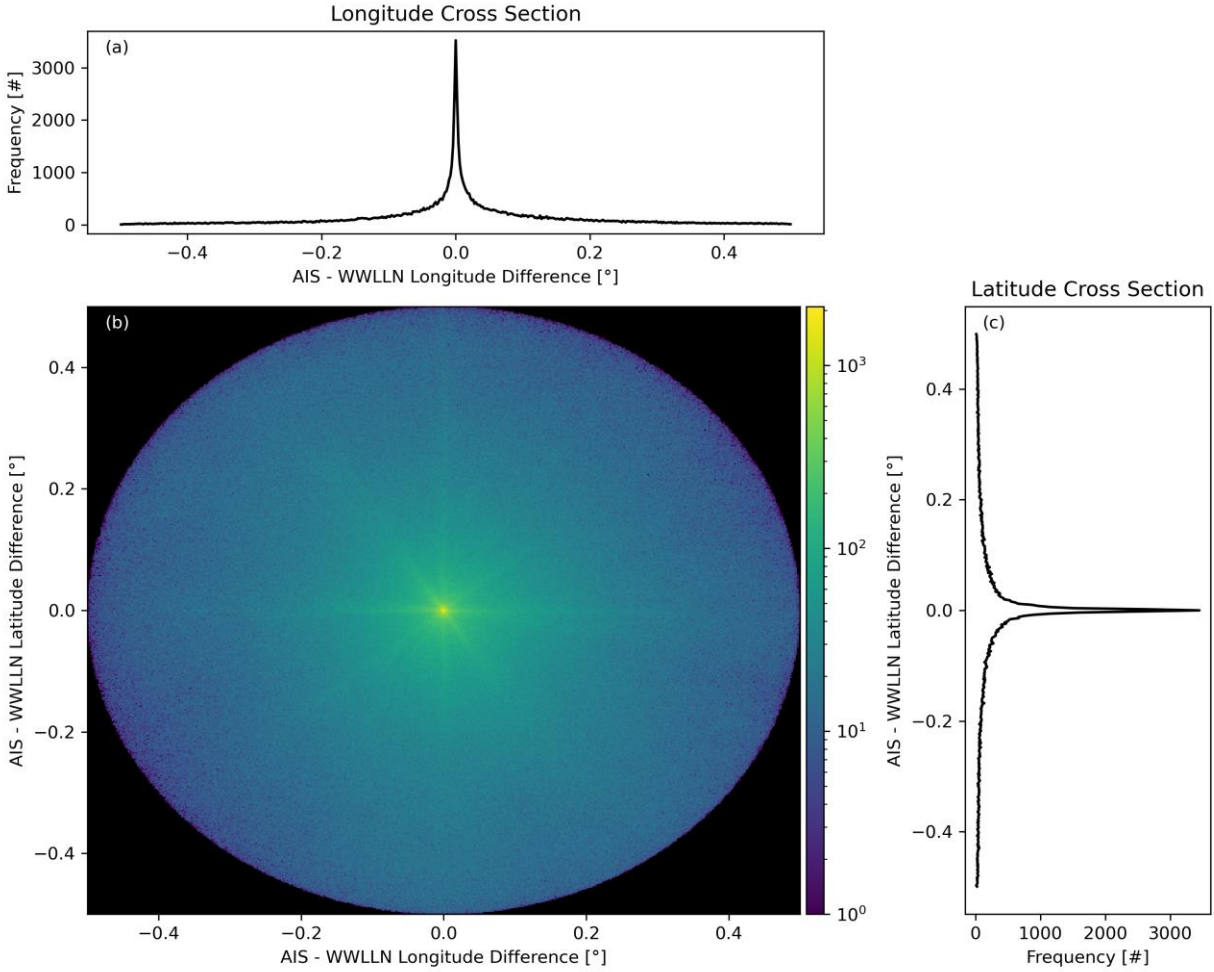 Longitude Cross Section
(a)
Frequency [#]
3000
2000
1000
0
−0.4 −0.2 0.0 0.2 0.4
AIS - WWLLN Longitude Difference [°]
(b)
AIS - WWLLN Latitude Difference [°]
0.4
0.2
0.0
−0.2
−0.4
−0.4 −0.2 0.0 0.2 0.4
AIS - WWLLN Longitude Difference [°]
10³
10²
10¹
10⁰
Latitude Cross Section
(c)
AIS - WWLLN Latitude Difference [°]
0.4
0.2
0.0
−0.2
−0.4
0 1000 2000 3000
Frequency [#]